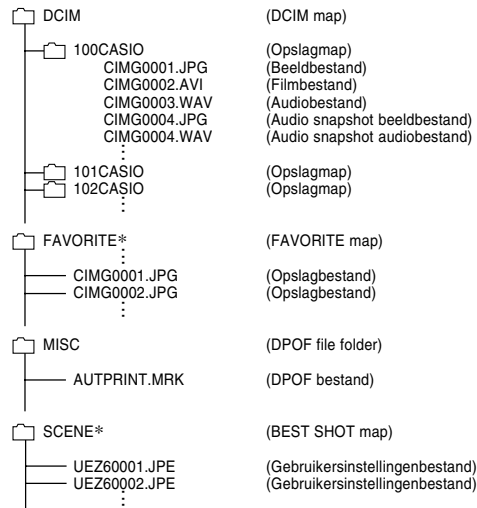 DCIM (DCIM map)
100CASIO (Opslagmap)
CIMG0001.JPG (Beeldbestand)
CIMG0002.AVI (Filmbestand)
CIMG0003.WAV (Audiobestand)
CIMG0004.JPG (Audio snapshot beeldbestand)
CIMG0004.WAV (Audio snapshot audiobestand)
101CASIO (Opslagmap)
102CASIO (Opslagmap)
FAVORITE* (FAVORITE map)
CIMG0001.JPG (Opslagbestand)
CIMG0002.JPG (Opslagbestand)
MISC (DPOF file folder)
AUTPRINT.MRK (DPOF bestand)
SCENE* (BEST SHOT map)
UEZ60001.JPE (Gebruikersinstellingenbestand)
UEZ60002.JPE (Gebruikersinstellingenbestand)